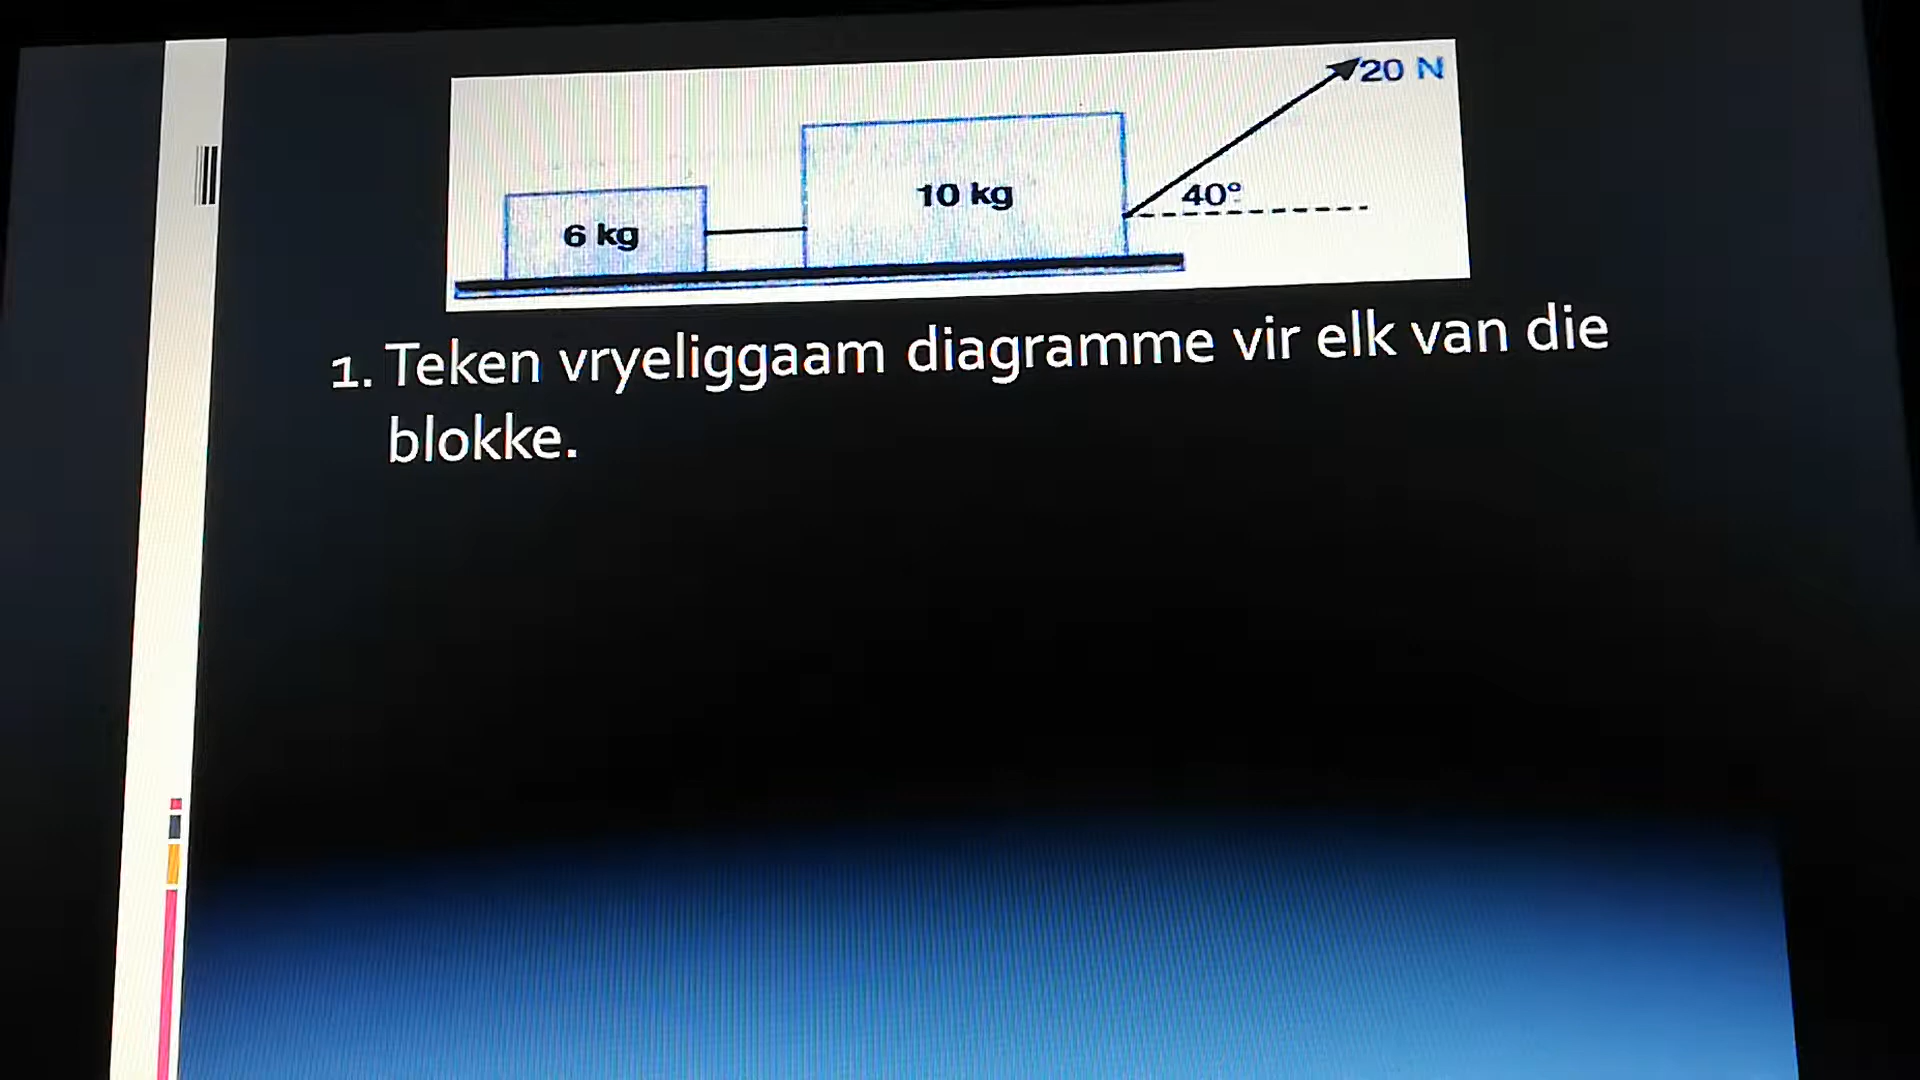 20 N
10 kg
40°
6 kg
1. Teken vryeliggaam diagramme vir elk van die
blokke.